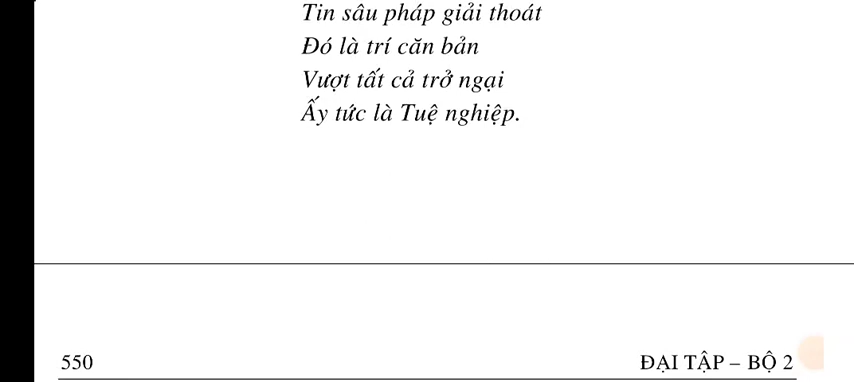 Tin sâu pháp giải thoát
Đó là trí căn bản
Vượt tất cả trở ngại
Ấy tức là Tuệ nghiệp.
550 ĐẠI TẬP – BỘ 2